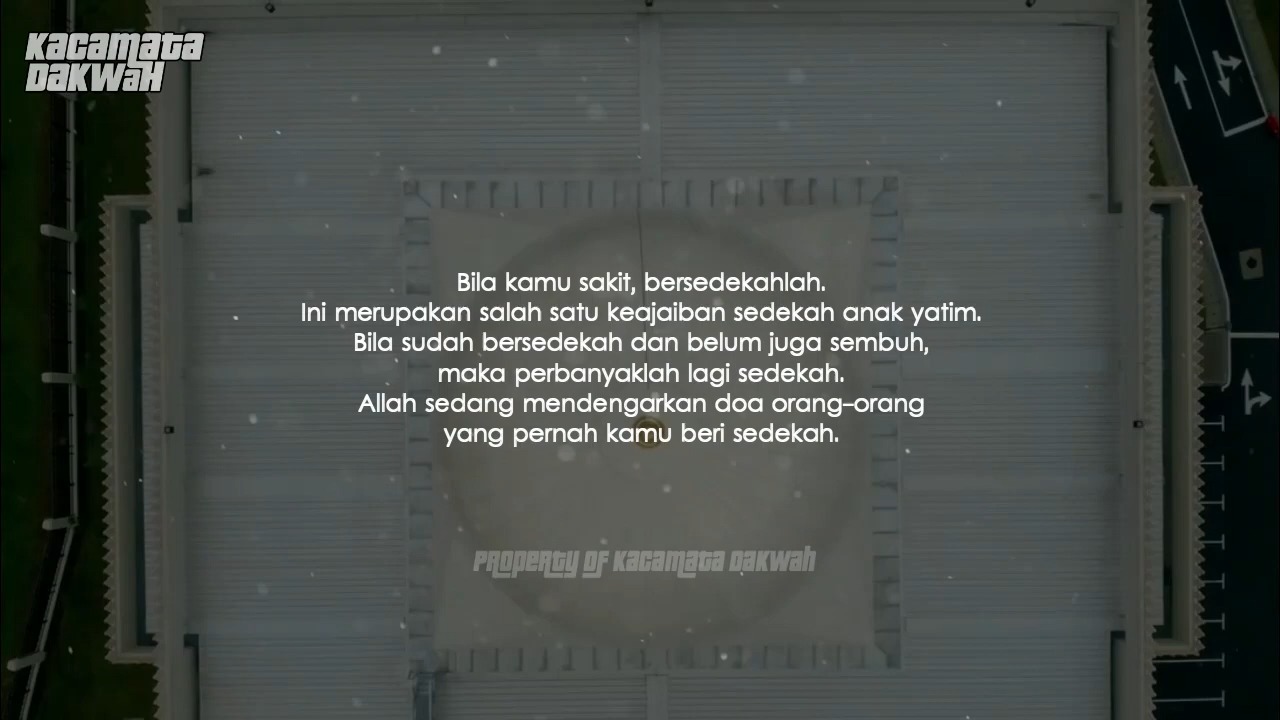 KACAMATA
DAKWAH
Bila kamu sakit, bersedekahlah.
Ini merupakan salah satu keajaiban sedekah anak yatim.
Bila sudah bersedekah dan belum juga sembuh,
maka perbanyaklah lagi sedekah.
Allah sedang mendengarkan doa orang-orang
yang pernah kamu beri sedekah.
PROPERTY OF KACAMATA DAKWAH